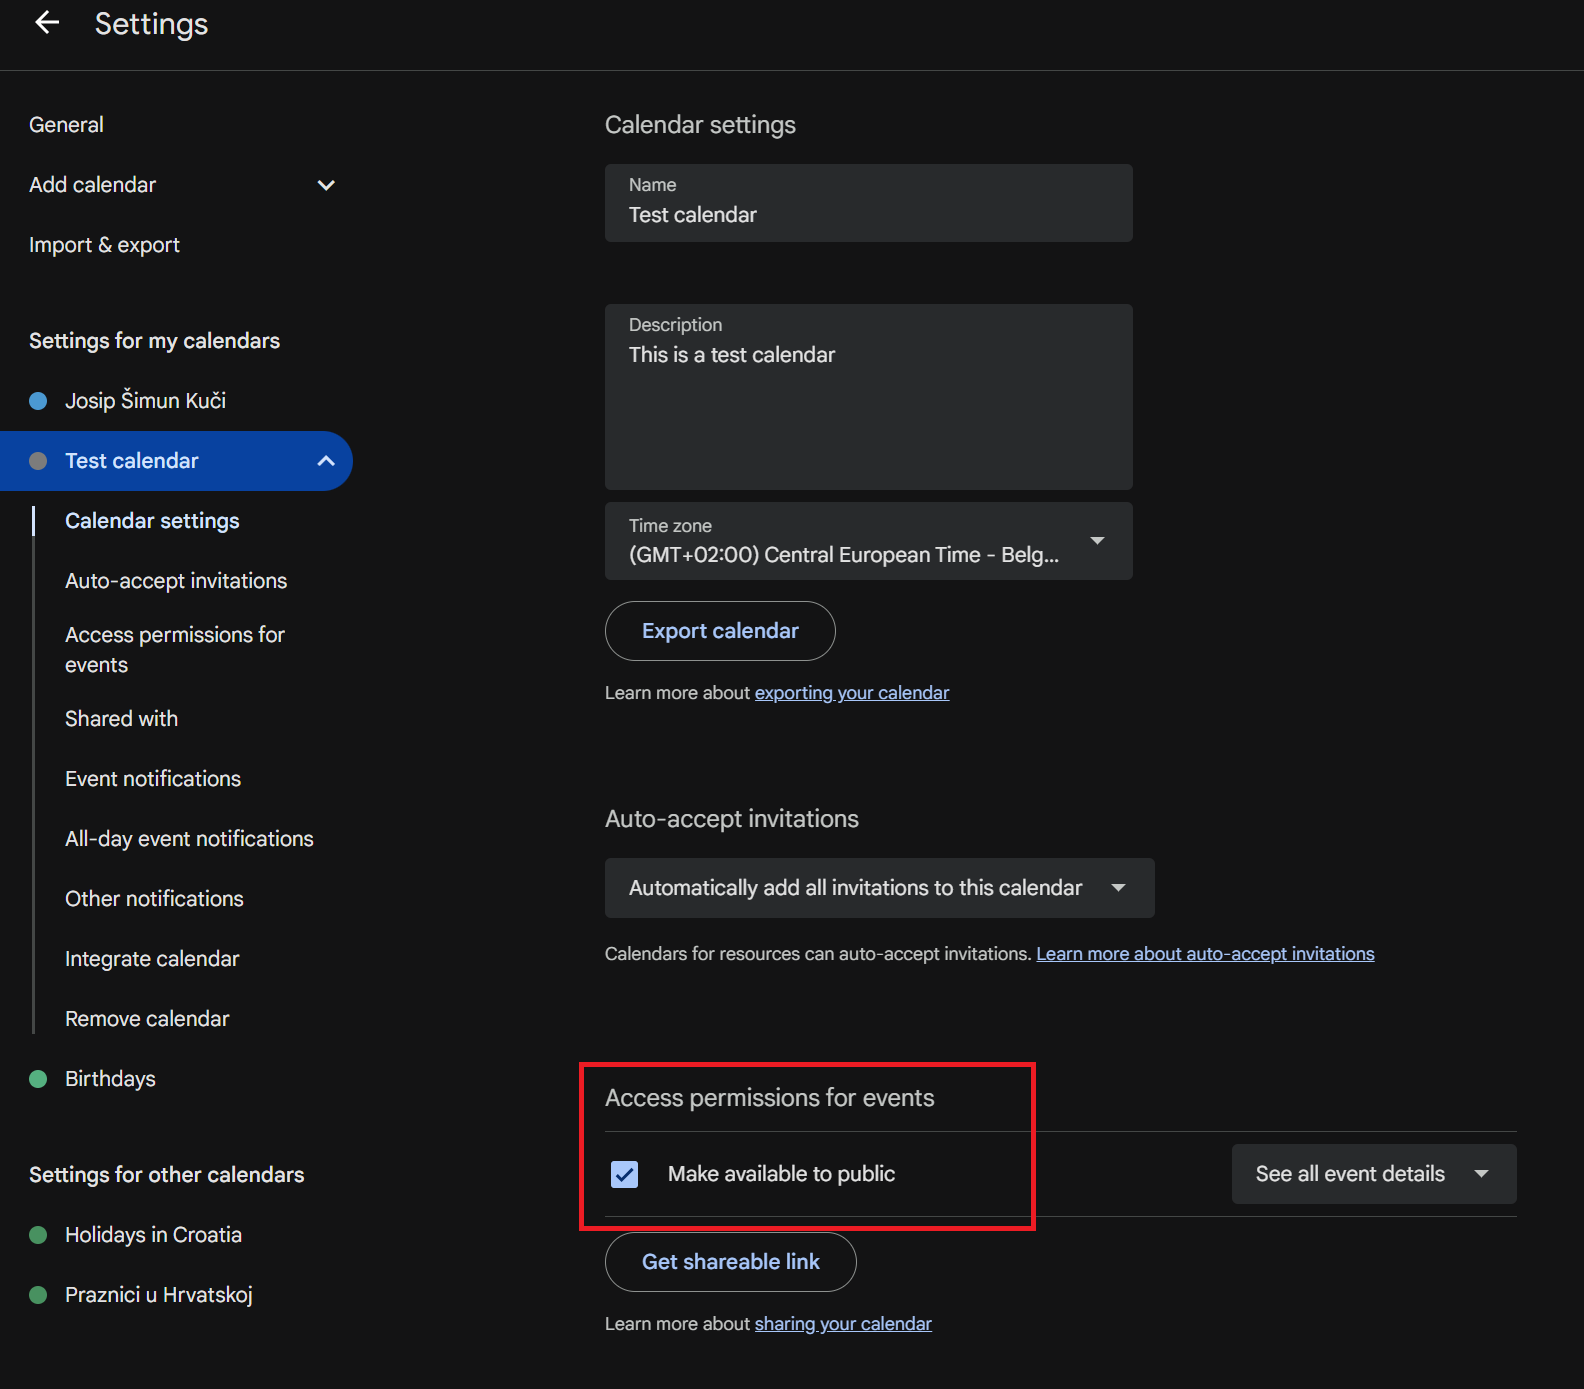 Settings
General
Add calendar
Import & export
Settings for my calendars
Josip Šimun Kuči
Test calendar
Calendar settings
Auto-accept invitations
Access permissions for
events
Shared with
Event notifications
All-day event notifications
Other notifications
Integrate calendar
Remove calendar
Birthdays
Settings for other calendars
Holidays in Croatia
Praznici u Hrvatskoj
Calendar settings
Name
Test calendar
Description
This is a test calendar
Time zone
(GMT+02:00) Central European Time - Belg...
Export calendar
Learn more about exporting your calendar
Auto-accept invitations
Automatically add all invitations to this calendar
Calendars for resources can auto-accept invitations. Learn more about auto-accept invitations
Access permissions for events
Make available to public
See all event details
Get shareable link
Learn more about sharing your calendar